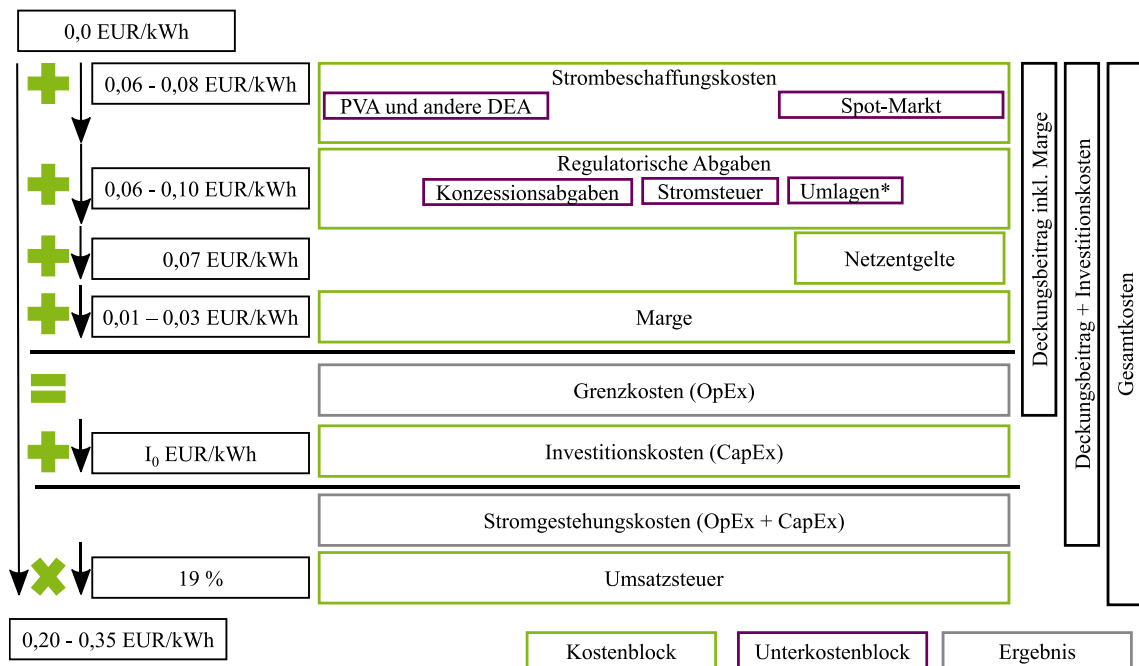 0,0 EUR/kWh
0,06 - 0,08 EUR/kWh
Strombeschaffungskosten
PVA und andere DEA
Spot-Markt
0,06 - 0,10 EUR/kWh
Regulatorische Abgaben
Konzessionsabgaben
Stromsteuer
Umlagen*
0,07 EUR/kWh
Netzentgelte
0,01 – 0,03 EUR/kWh
Marge
Grenzkosten (OpEx)
I₀ EUR/kWh
Investitionskosten (CapEx)
Stromgestehungskosten (OpEx + CapEx)
19 %
Umsatzsteuer
0,20 - 0,35 EUR/kWh
Deckungsbeitrag inkl. Marge
Deckungsbeitrag + Investitionskosten
Gesamtkosten
Kostenblock
Unterkostenblock
Ergebnis